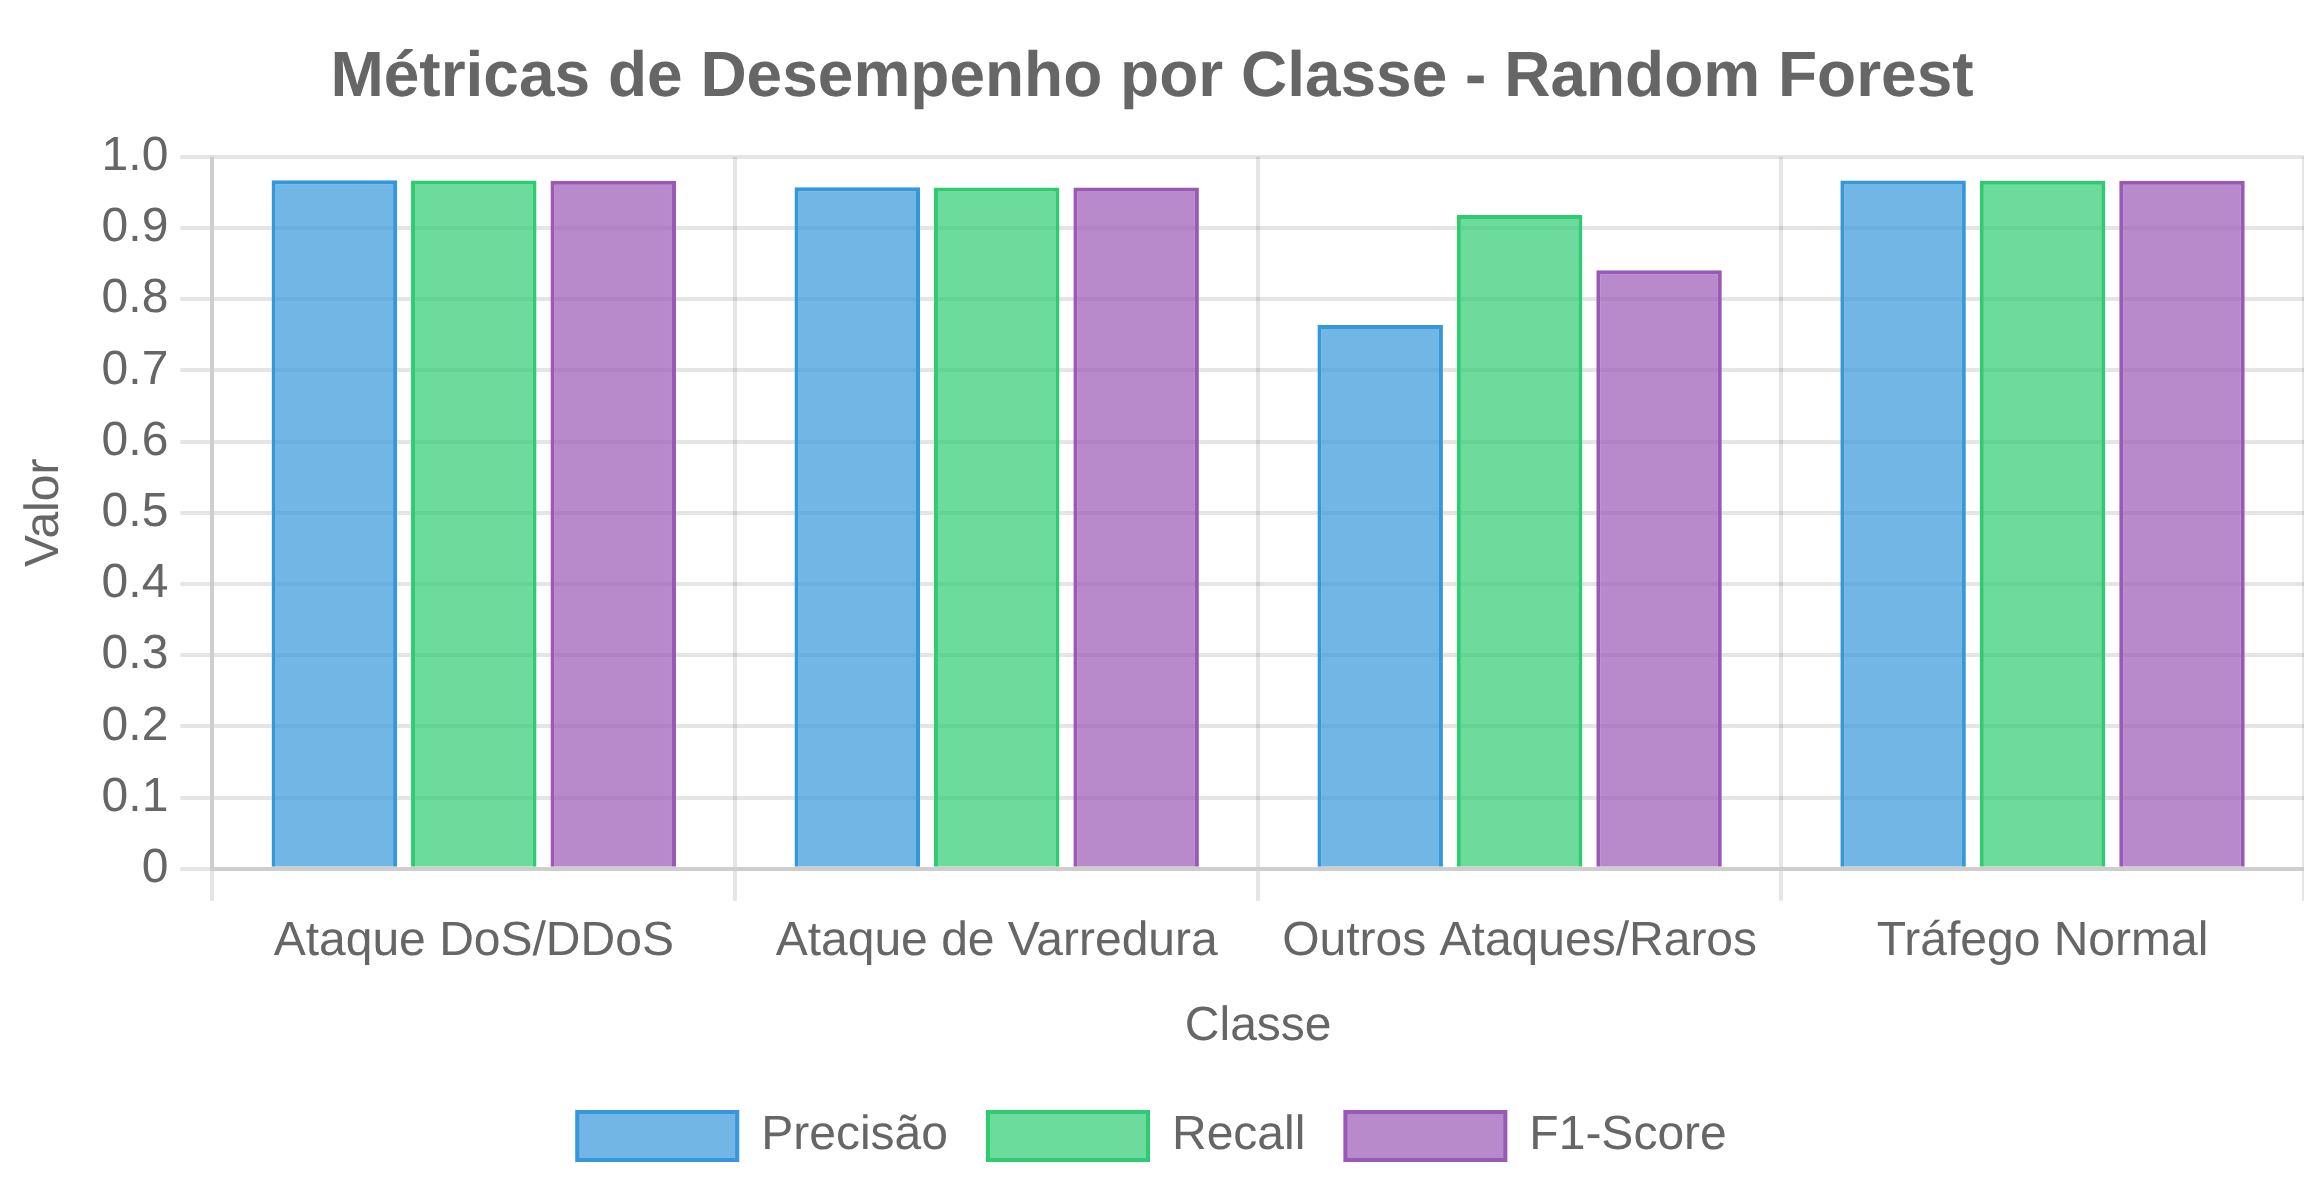 Métricas de Desempenho por Classe - Random Forest
1.0
0.9
0.8
0.7
0.6
0.5
0.4
0.3
0.2
0.1
0
Valor
Ataque DoS/DDoS
Ataque de Varredura
Outros Ataques/Raros
Tráfego Normal
Classe
Precisão
Recall
F1-Score